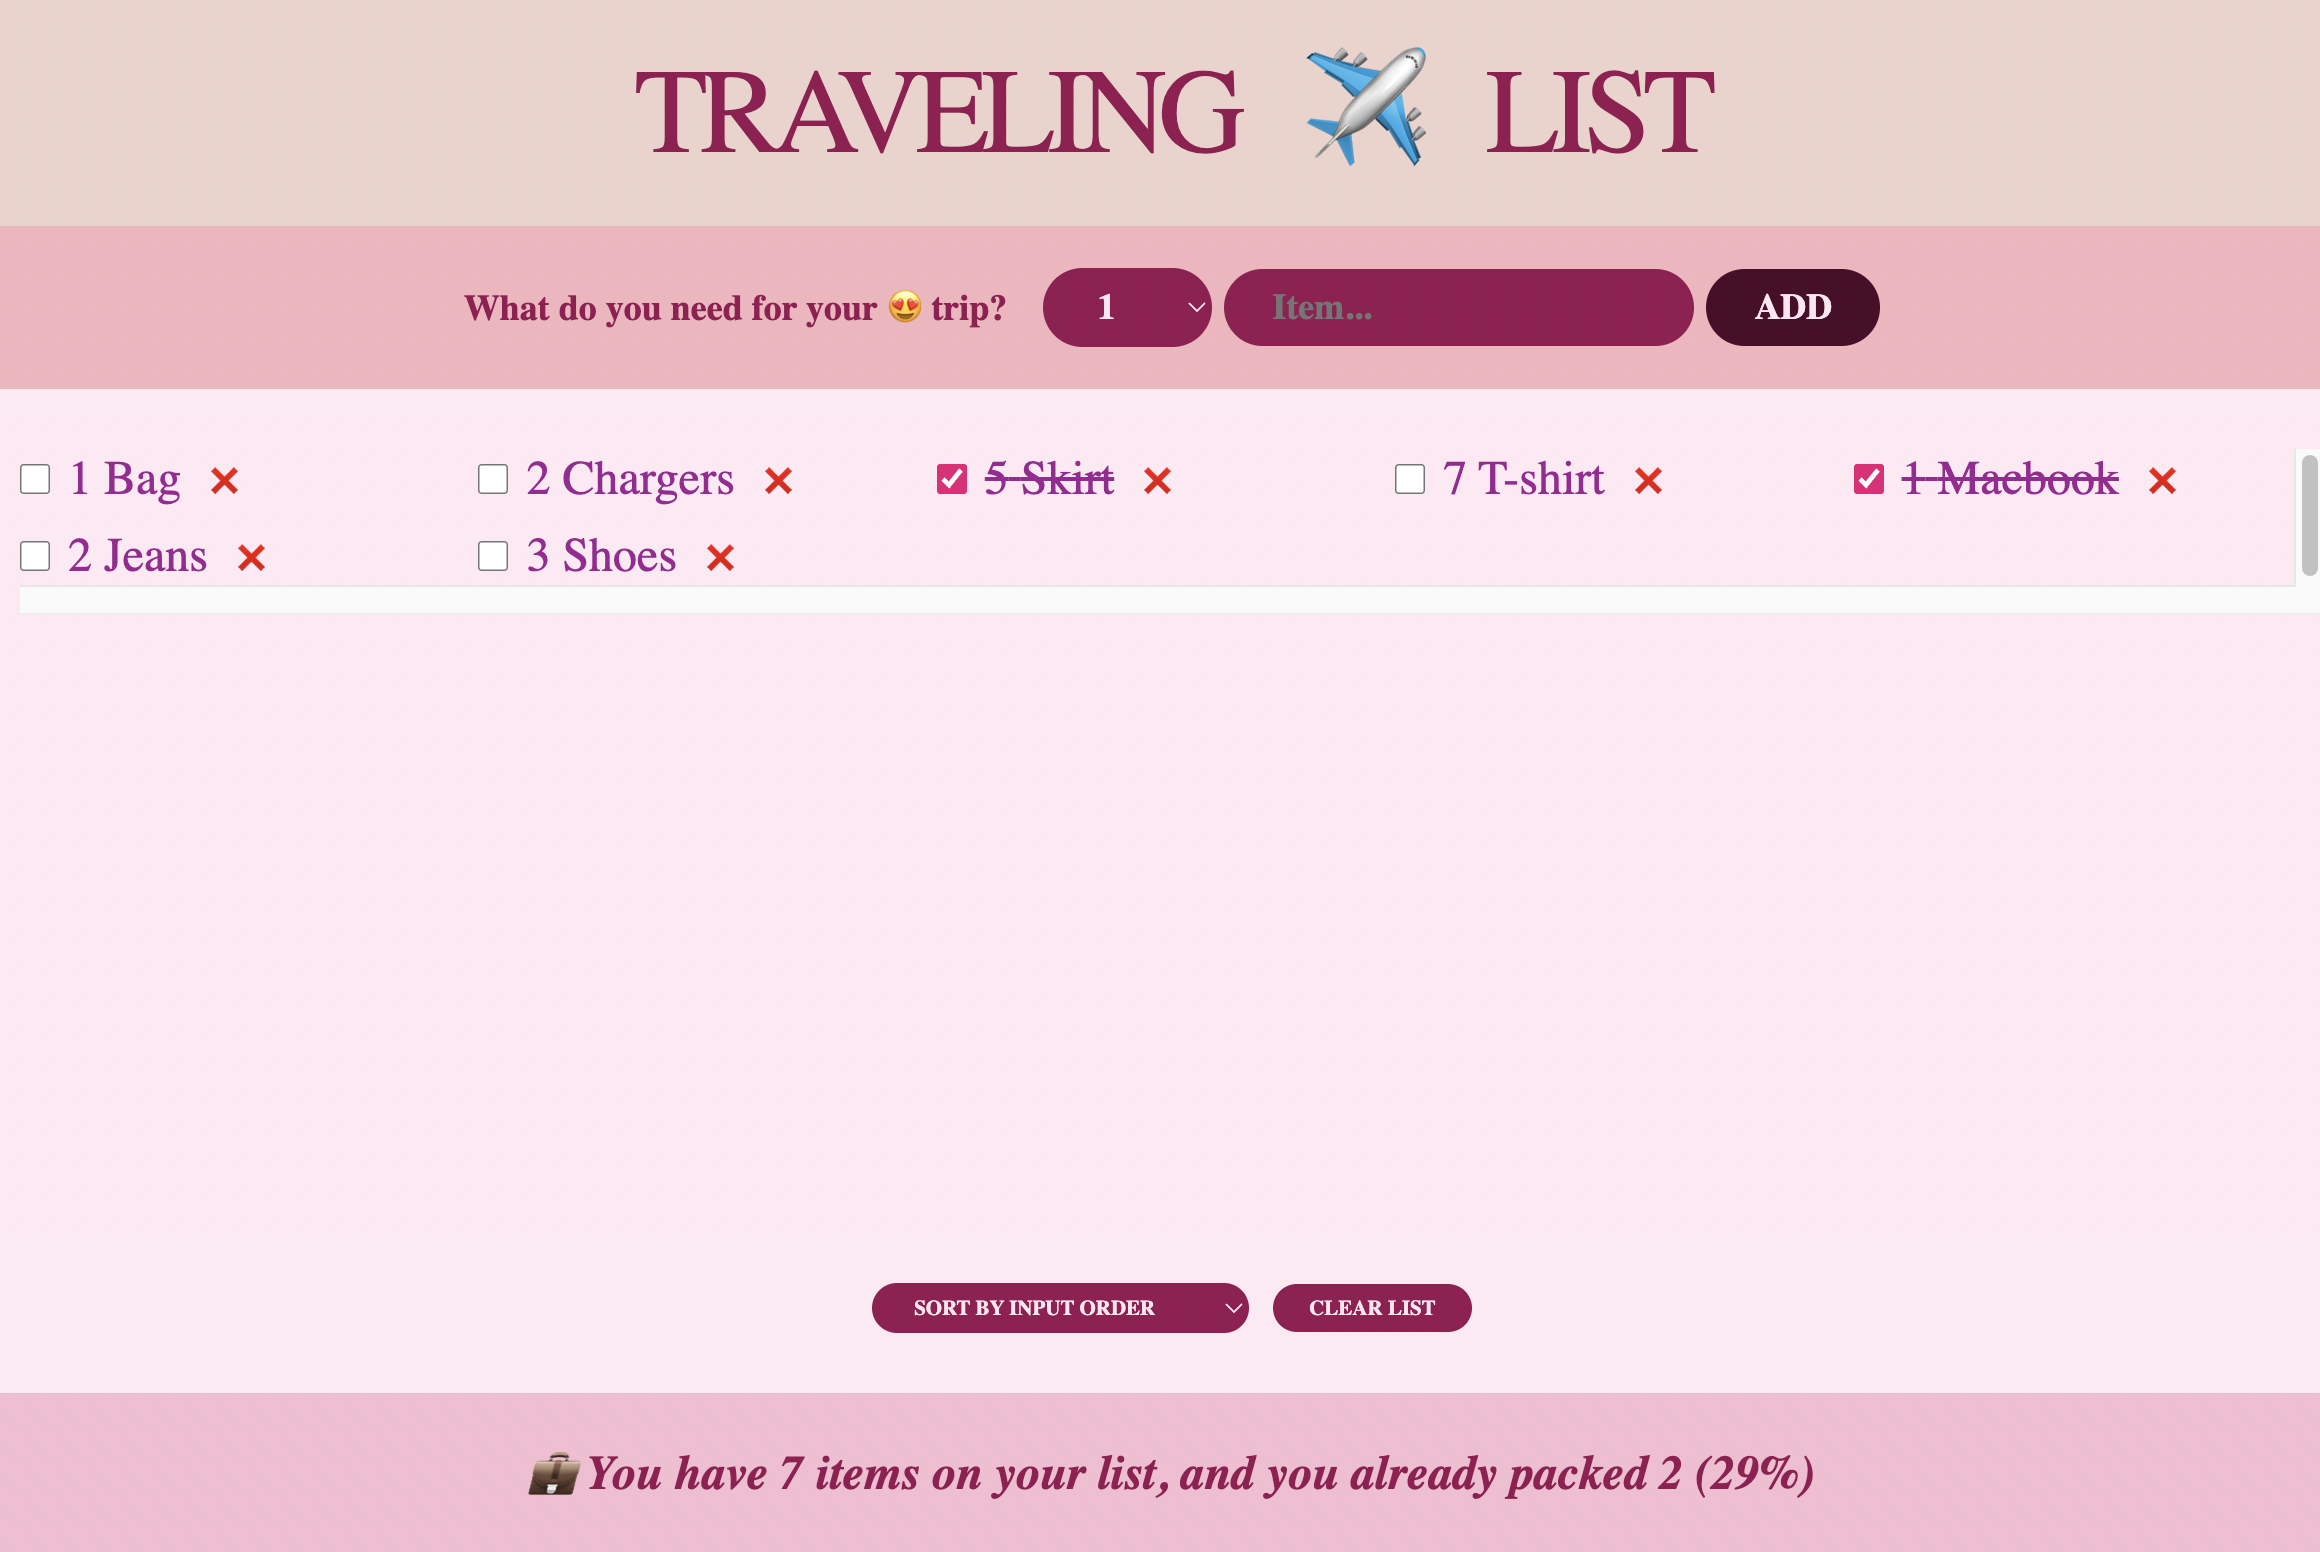 TRAVELING ✈️ LIST
What do you need for your 😍 trip? 1 Item... ADD
1 Bag ❌ 2 Chargers ❌ 5 Skirt ❌ 7 T-shirt ❌ 1 Macbook ❌
2 Jeans ❌ 3 Shoes ❌
SORT BY INPUT ORDER CLEAR LIST
💼 You have 7 items on your list, and you already packed 2 (29%)